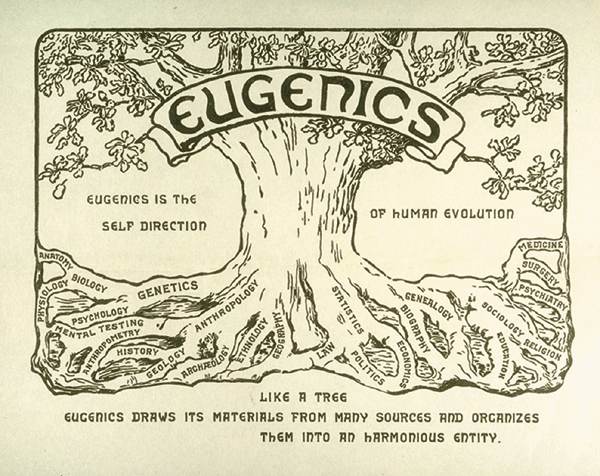 EUGENICS
EUGENICS IS THE
SELF DIRECTION
OF HUMAN EVOLUTION
ANATOMY
PHYSIOLOGY
BIOLOGY
GENETICS
PSYCHOLOGY
MENTAL TESTING
ANTHROPOMETRY
HISTORY
GEOLOGY
ANTHROPOLOGY
ARCHÆOLOGY
ETHNOLOGY
GEOGRAPHY
LAW
STATISTICS
POLITICS
ECONOMICS
BIOGRAPHY
GENEALOGY
EDUCATION
SOCIOLOGY
RELIGION
PSYCHIATRY
SURGERY
MEDICINE
LIKE A TREE
EUGENICS DRAWS ITS MATERIALS FROM MANY SOURCES AND ORGANIZES
THEM INTO AN HARMONIOUS ENTITY.